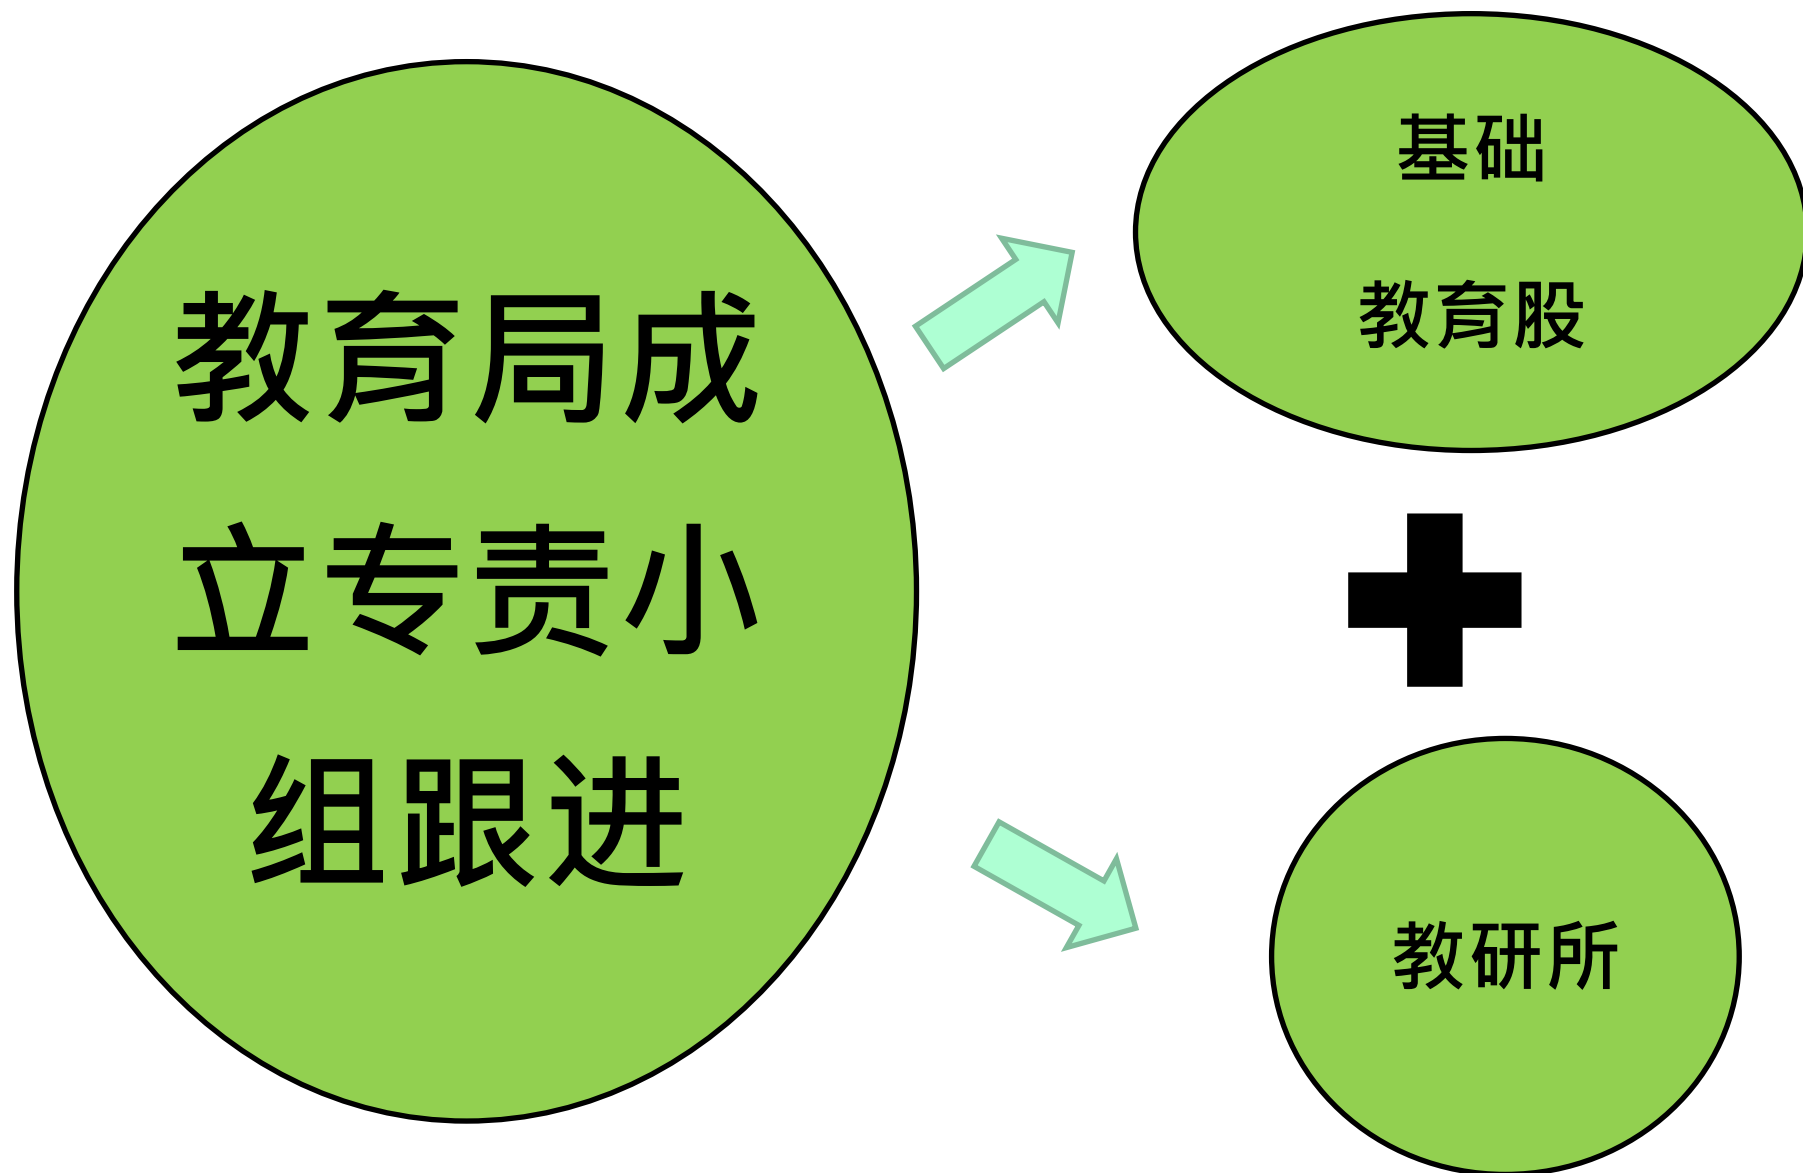 教育局成
立专责小
组跟进
基础
教育股
教研所